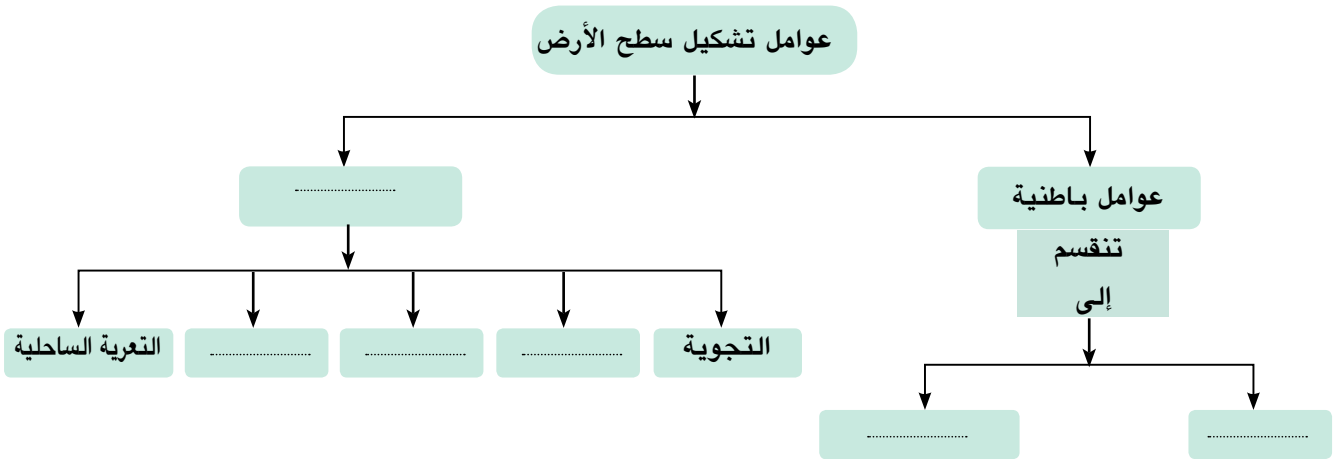 عوامل تشكيل سطح الأرض
عوامل باطنية
تنقسم
إلى
التجوية
التعرية الساحلية